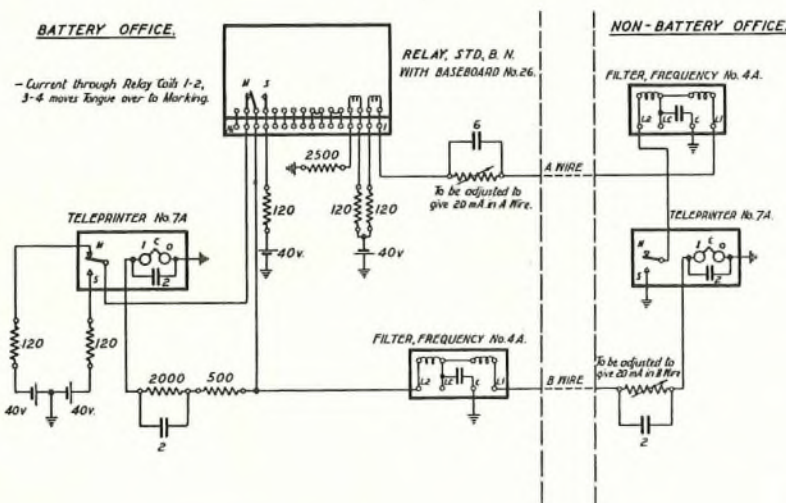 BATTERY OFFICE.
- Current through Relay Coils 1-2,
3-4 moves Tongue over to Marking.
M
S
RELAY, STD, B. N.
WITH BASEBOARD No.26.
1
2500
120
120
120
40v.
40v.
6
To be adjusted to
give 20 mA in A Wire.
A WIRE
NON-BATTERY OFFICE.
FILTER, FREQUENCY No. 4.A.
L2
LC
C
L1
TELEPRINTER No.7A
M
S
I
C
O
2
TELEPRINTER No.7A.
M
S
I
C
O
2
120
120
40v
40v.
2000
500
2
FILTER, FREQUENCY No.4A.
L2
LC
C
L1
B WIRE
To be adjusted to
give 20 mA in B Wire
2